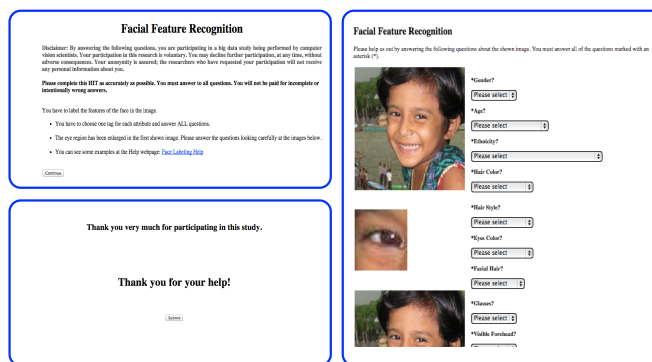 Facial Feature Recognition
Disclaimer: By answering the following questions, you are participating in a big data study being performed by computer
vision scientists. Your participation in this research is voluntary. You may decline further participation, at any time, without
adverse consequences. Your anonymity is assured; the researchers who have requested your participation will not receive
any personal information about you.
Please complete this HIT as accurately as possible. You must answer to all questions. You will not be paid for incomplete or
intentionally wrong answers.
You have to label the features of the face in the image.
• You have to choose one tag for each attribute and answer ALL questions.
• The eye region has been enlarged in the first shown image. Please answer the questions looking carefully at the images below.
• You can see some examples at the Help webpage: Face Labeling Help
Continue
Thank you very much for participating in this study.
Thank you for your help!
Submit
Facial Feature Recognition
Please help us out by answering the following questions about the shown image. You must answer all of the questions marked with an
asterisk (*).
*Gender?
Please select
*Age?
Please select
*Ethnicity?
Please select
*Hair Color?
Please select
*Hair Style?
Please select
*Eyes Color?
Please select
*Facial Hair?
Please select
*Glasses?
Please select
*Visible Forehead?